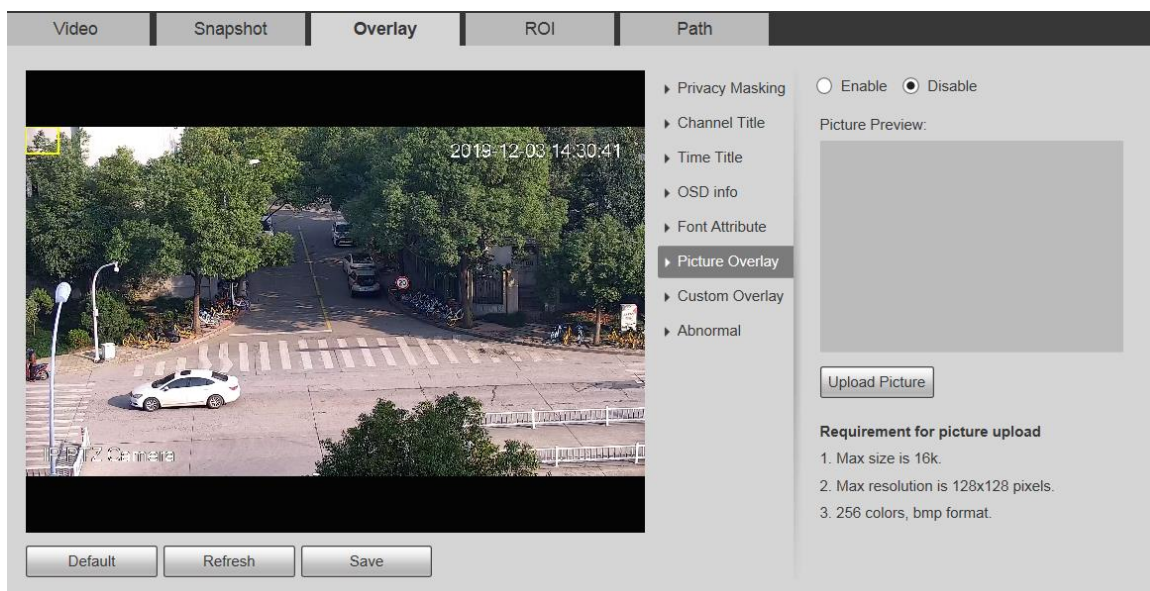 Video
Snapshot
Overlay
ROI
Path
2019-12-03 14:30:41
IP PTZ Camera
Privacy Masking
Channel Title
Time Title
OSD info
Font Attribute
Picture Overlay
Custom Overlay
Abnormal
Enable
Disable
Picture Preview:
Upload Picture
Requirement for picture upload
1. Max size is 16k.
2. Max resolution is 128x128 pixels.
3. 256 colors, bmp format.
Default
Refresh
Save